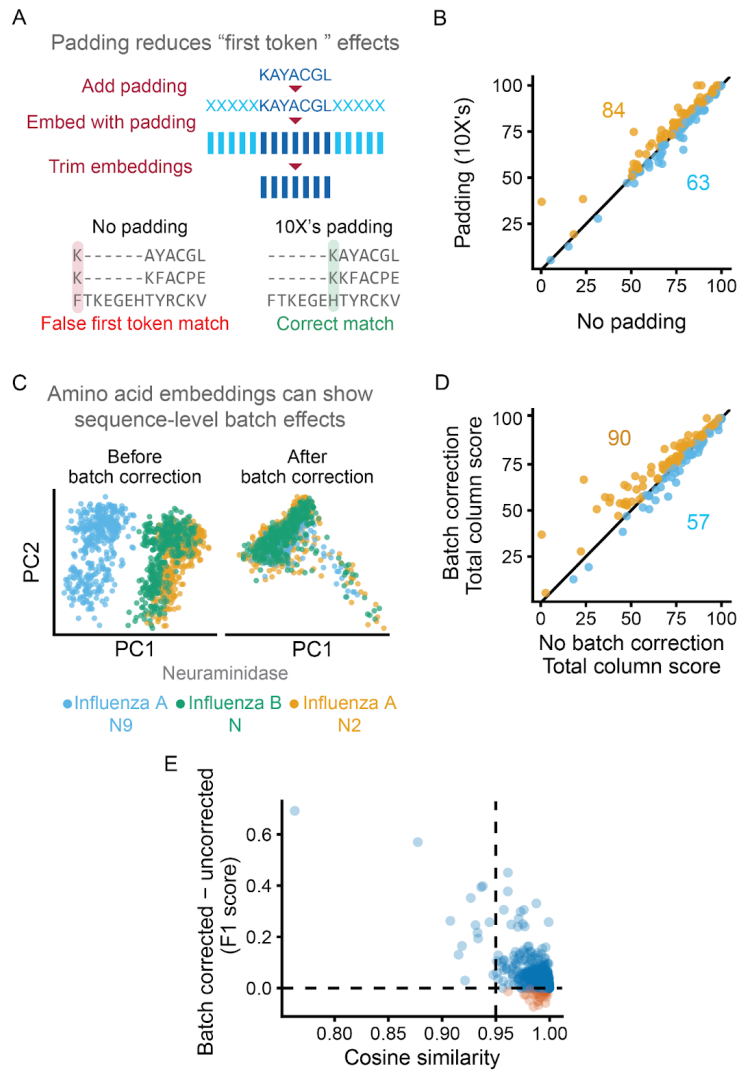 A
Padding reduces “first token ” effects
KAYACGL
Add padding
XXXXXKAYACGLXXXXX
Embed with padding
Trim embeddings
No padding
K------AYACGL
K------KFACPE
FTKEGEHTYRCKV
False first token match
10X's padding
------KAYACGL
------KKFACPE
FTKEGEHTYRCKV
Correct match
B
Padding (10X's)
100
75
50
25
84
63
0 25 50 75 100
No padding
C
Amino acid embeddings can show
sequence-level batch effects
Before
batch correction
After
batch correction
PC2
PC1
PC1
Neuraminidase
Influenza A
N9
Influenza B
N
Influenza A
N2
D
Batch correction
Total column score
100
75
50
25
90
57
0 25 50 75 100
No batch correction
Total column score
E
Batch corrected − uncorrected
(F1 score)
0.6
0.4
0.2
0.0
0.80 0.85 0.90 0.95 1.00
Cosine similarity